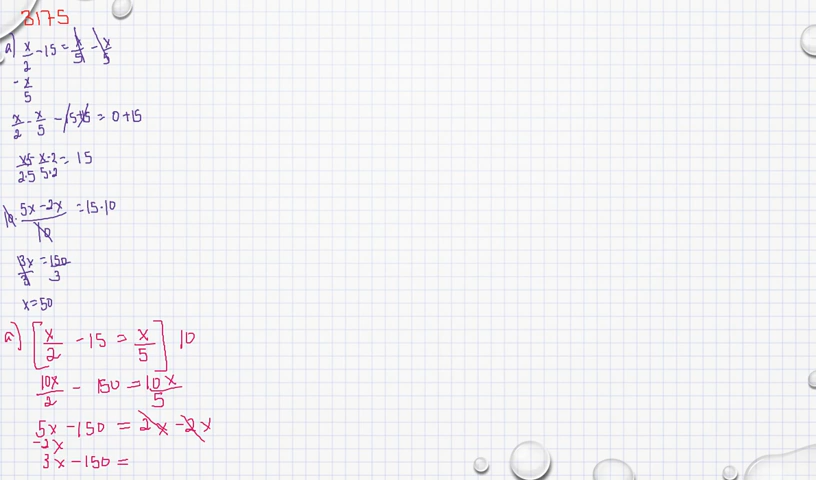 3175
a) x/2 - 15 = x/5 - x/5
- x/5
x/2 - x/5 - 15+15 = 0+15
x·5/2·5 - x·2/5·2 = 15
10· 5x-2x/10 = 15·10
3x/3 = 150/3
x=50
a) [x/2 - 15 = x/5] 10
10x/2 - 150 = 10x/5
5x - 150 = 2x - 2x
-2x
3x - 150 =